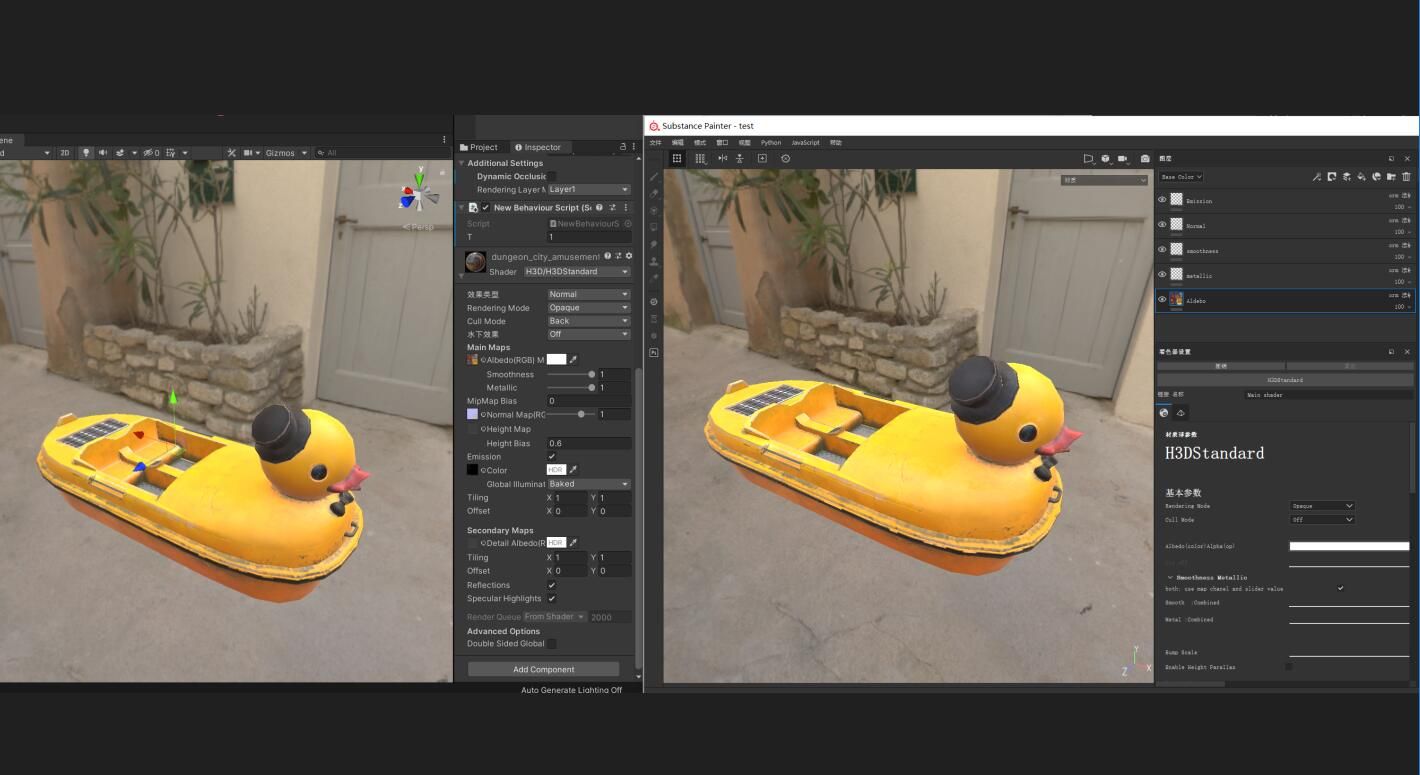 ene
2D
0
Gizmos
All
y
x
z
Persp
Project
Inspector
Additional Settings
Dynamic Occlusic
Rendering Layer M
Layer1
New Behaviour Script (Sc
Script
NewBehaviourS
T
1
dungeon_city_amusement
Shader
H3D/H3DStandard
效果类型
Normal
Rendering Mode
Opaque
Cull Mode
Back
水下效果
Off
Main Maps
Albedo(RGB) M
Smoothness
1
Metallic
1
MipMap Bias
0
Normal Map(RG
1
Height Map
Height Bias
0.6
Emission
Color
HDR
Global Illuminat
Baked
Tiling
X 1
Y 1
Offset
X 0
Y 0
Secondary Maps
Detail Albedo(R
HDR
Tiling
X 1
Y 1
Offset
X 0
Y 0
Reflections
Specular Highlights
Render Queue
From Shader
2000
Advanced Options
Double Sided Global
Add Component
Auto Generate Lighting Off
Substance Painter - test
文件 编辑 模式 窗口 视图 Python JavaScript 帮助
材质
Y
X
Z
图层
Base Color
Emission
100
Normal
100
smoothness
100
metallic
100
Aldebo
100
着色器设置
H3DStandard
名称
Main shader
材质球参数
H3DStandard
基本参数
Rendering Mode
Opaque
Cull Mode
Off
Albedo(color)Alpha(op)
Smoothness Metallic
both: use map chanel and slider value
Smooth :Combined
Metal :Combined
Bump Scale
Enable Height Parallax